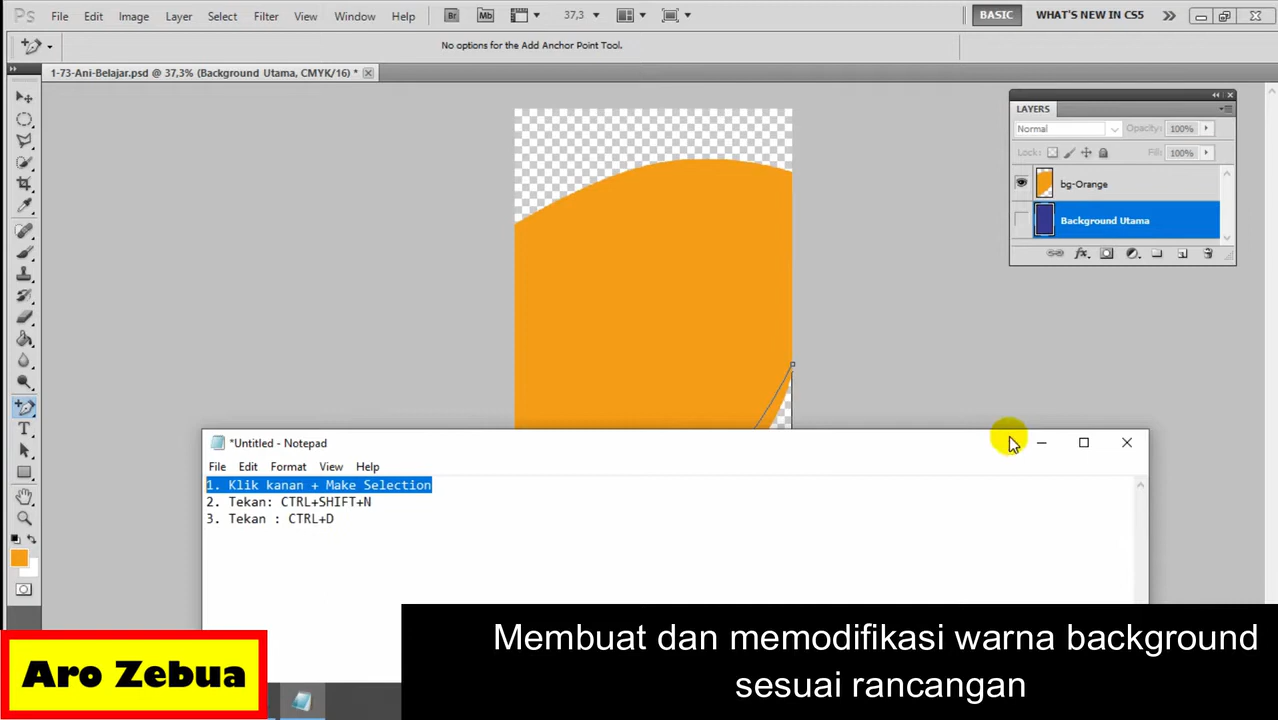 Ps File Edit Image Layer Select Filter View Window Help Br Mb 37,3 BASIC WHAT'S NEW IN CS5
No options for the Add Anchor Point Tool.
1-73-Ani-Belajar.psd @ 37,3% (Background Utama, CMYK/16) *
LAYERS
Normal Opacity: 100%
Lock: Fill: 100%
bg-Orange
Background Utama
fx
*Untitled - Notepad
File Edit Format View Help
1. Klik kanan + Make Selection
2. Tekan: CTRL+SHIFT+N
3. Tekan : CTRL+D
Membuat dan memodifikasi warna background
sesuai rancangan
Aro Zebua